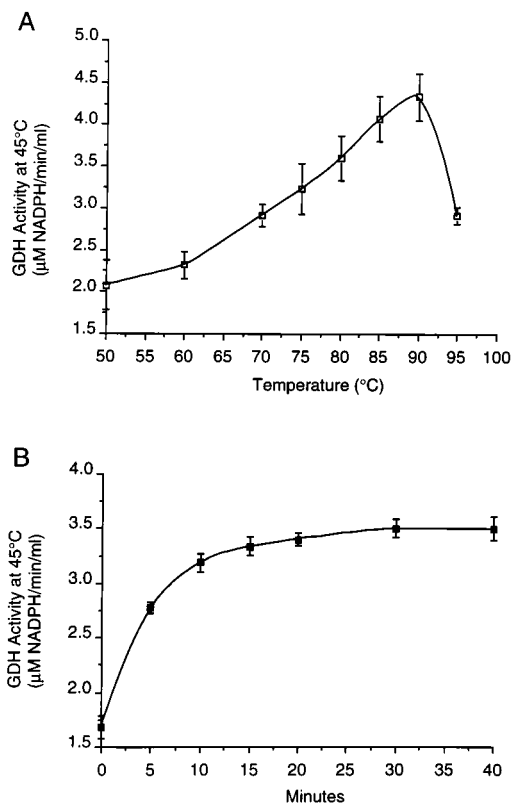 A
GDH Activity at 45°C
(µM NADPH/min/ml)
5.0
4.5
4.0
3.5
3.0
2.5
2.0
1.5
50 55 60 65 70 75 80 85 90 95 100
Temperature (°C)
B
GDH Activity at 45°C
(µM NADPH/min/ml)
4.0
3.5
3.0
2.5
2.0
1.5
0 5 10 15 20 25 30 35 40
Minutes